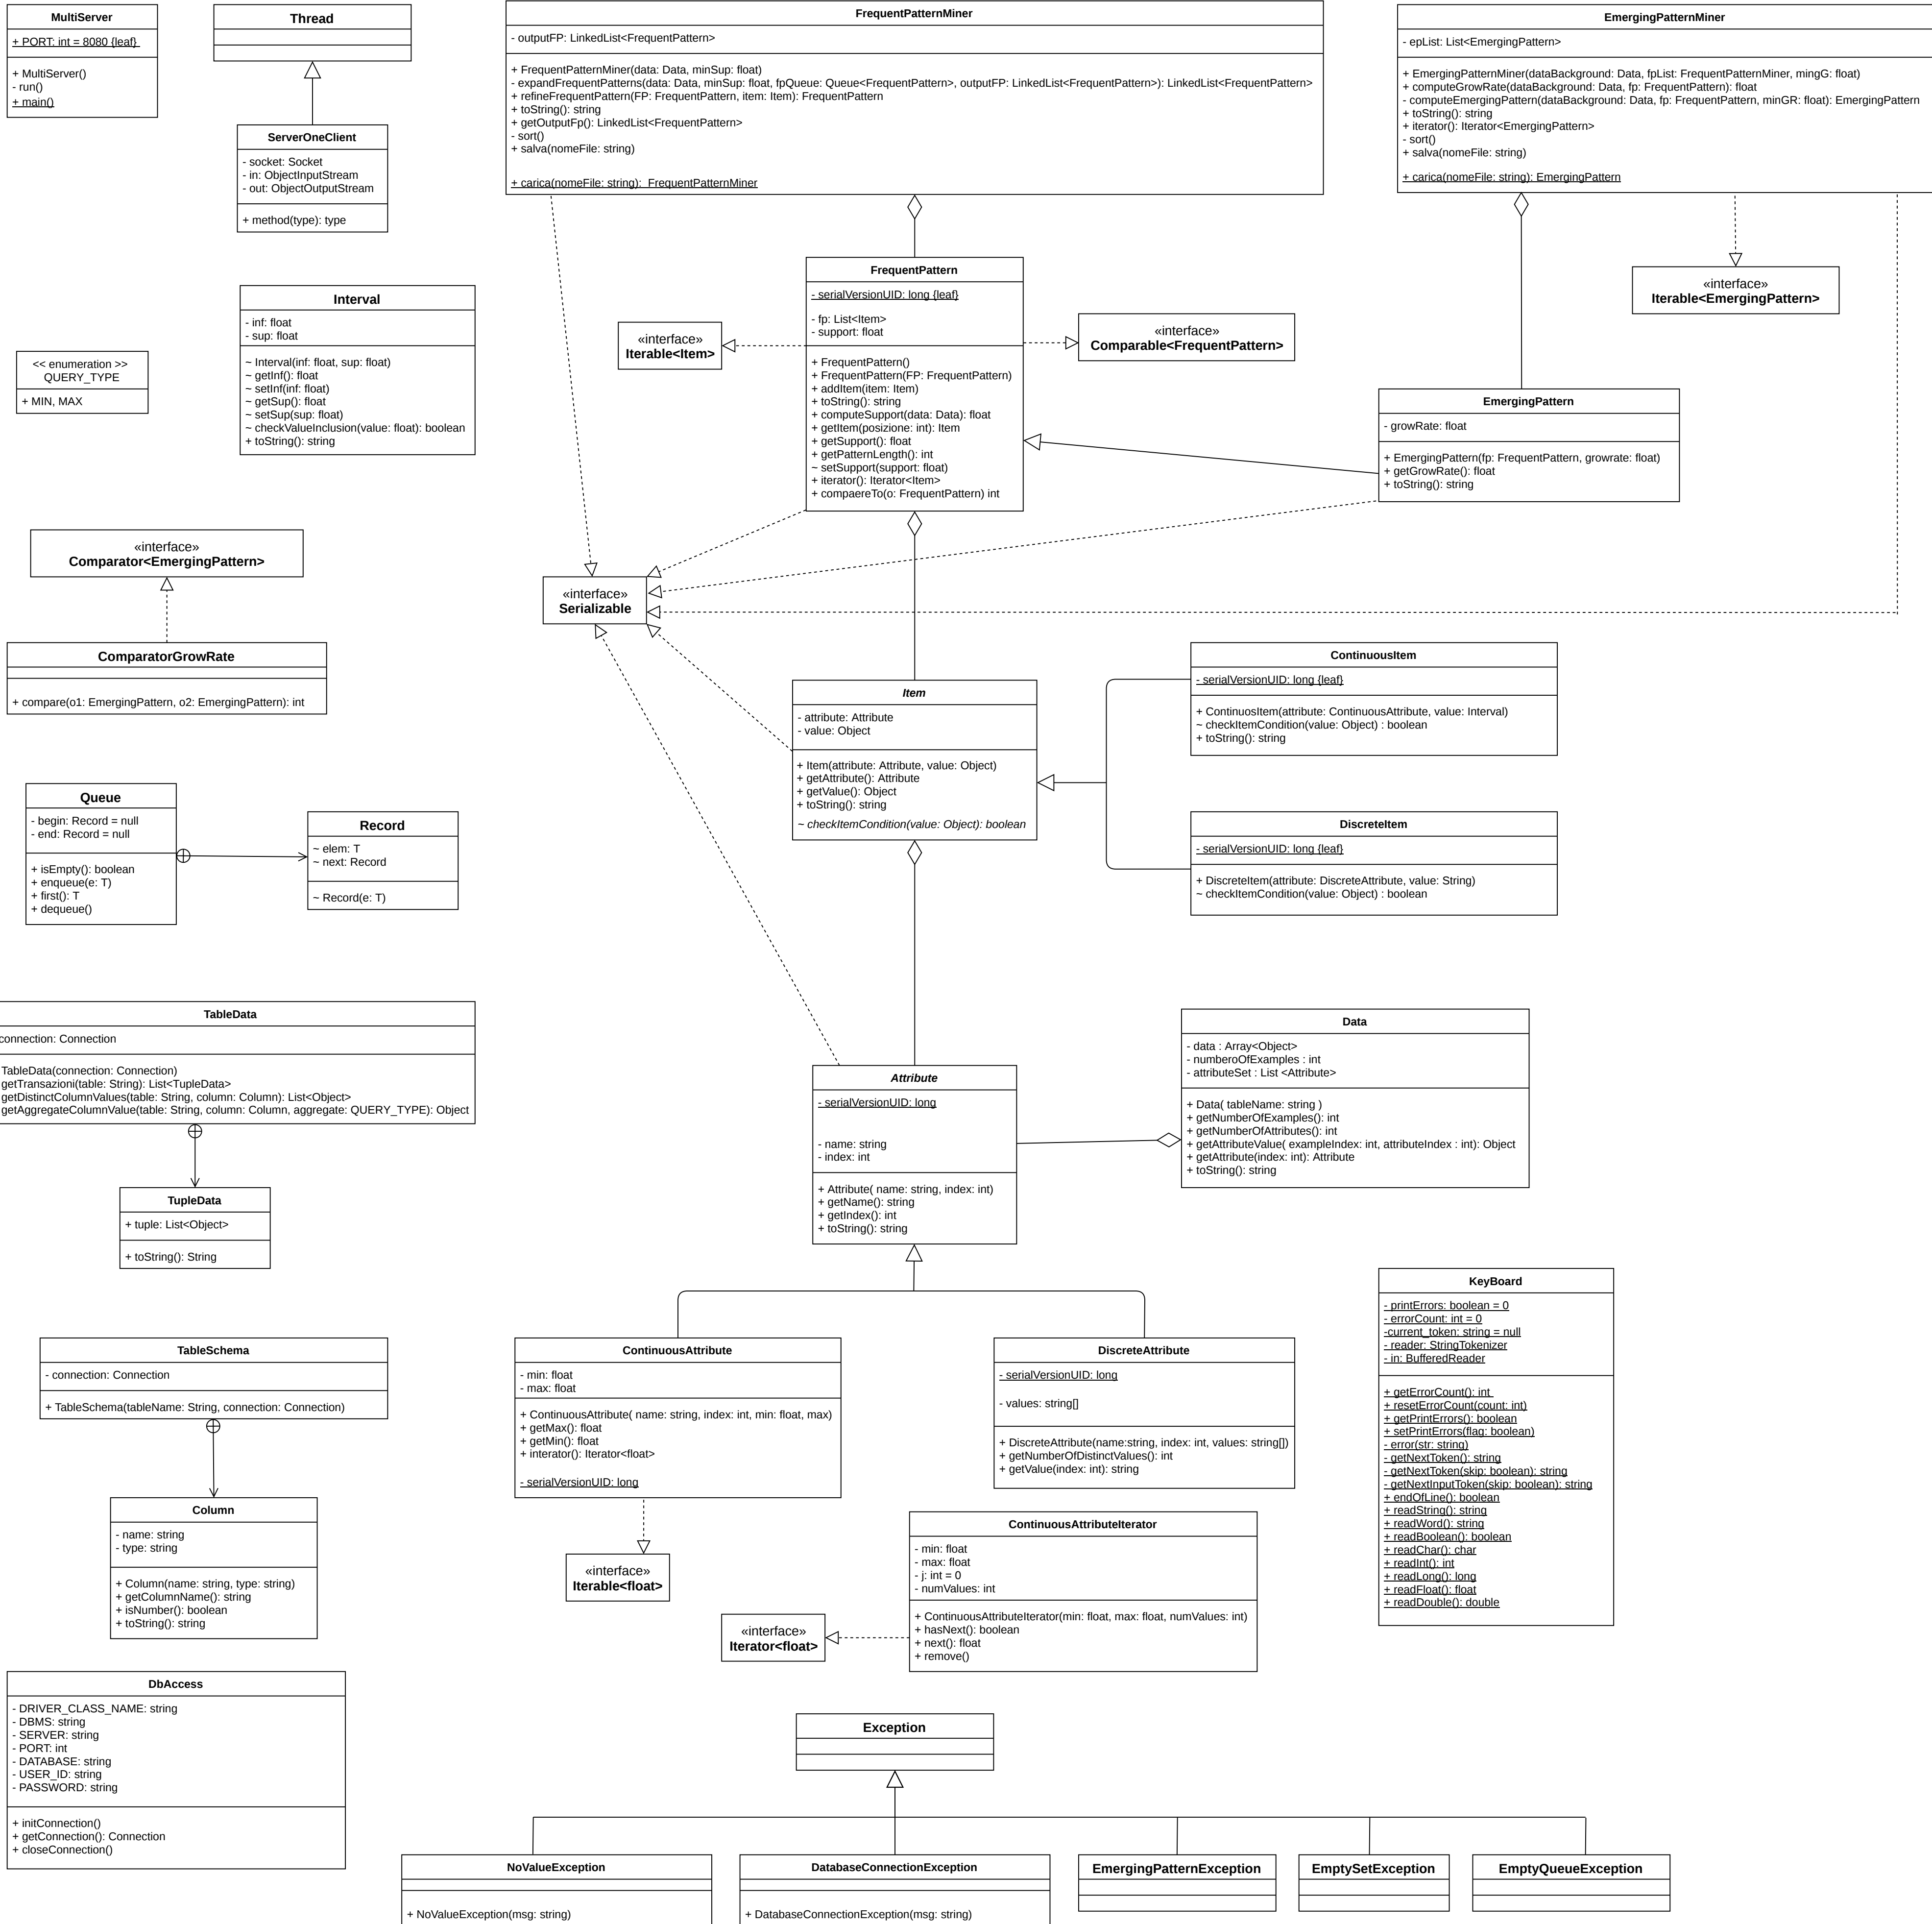 MultiServer
+ PORT: int = 8080 {leaf}
+ MultiServer()
- run()
+ main()
Thread
ServerOneClient
- socket: Socket
- in: ObjectInputStream
- out: ObjectOutputStream
+ method(type): type
FrequentPatternMiner
- outputFP: LinkedList<FrequentPattern>
+ FrequentPatternMiner(data: Data, minSup: float)
- expandFrequentPatterns(data: Data, minSup: float, fpQueue: Queue<FrequentPattern>, outputFP: LinkedList<FrequentPattern>): LinkedList<FrequentPattern>
+ refineFrequentPattern(FP: FrequentPattern, item: Item): FrequentPattern
+ toString(): string
+ getOutputFp(): LinkedList<FrequentPattern>
- sort()
+ salva(nomeFile: string)
+ carica(nomeFile: string):  FrequentPatternMiner
EmergingPatternMiner
- epList: List<EmergingPattern>
+ EmergingPatternMiner(dataBackground: Data, fpList: FrequentPatternMiner, mingG: float)
+ computeGrowRate(dataBackground: Data, fp: FrequentPattern): float
- computeEmergingPattern(dataBackground: Data, fp: FrequentPattern, minGR: float): EmergingPattern
+ toString(): string
+ iterator(): Iterator<EmergingPattern>
- sort()
+ salva(nomeFile: string)
+ carica(nomeFile: string): EmergingPattern
Interval
- inf: float
- sup: float
~ Interval(inf: float, sup: float)
~ getInf(): float
~ setInf(inf: float)
~ getSup(): float
~ setSup(sup: float)
~ checkValueInclusion(value: float): boolean
+ toString(): string
<< enumeration >>
QUERY_TYPE
+ MIN, MAX
«interface»
Iterable<Item>
FrequentPattern
- serialVersionUID: long {leaf}
- fp: List<Item>
- support: float
+ FrequentPattern()
+ FrequentPattern(FP: FrequentPattern)
+ addItem(item: Item)
+ toString(): string
+ computeSupport(data: Data): float
+ getItem(posizione: int): Item
+ getSupport(): float
+ getPatternLength(): int
~ setSupport(support: float)
+ iterator(): Iterator<Item>
+ compaereTo(o: FrequentPattern) int
«interface»
Comparable<FrequentPattern>
«interface»
Iterable<EmergingPattern>
EmergingPattern
- growRate: float
+ EmergingPattern(fp: FrequentPattern, growrate: float)
+ getGrowRate(): float
+ toString(): string
«interface»
Comparator<EmergingPattern>
ComparatorGrowRate
+ compare(o1: EmergingPattern, o2: EmergingPattern): int
«interface»
Serializable
Item
- attribute: Attribute
- value: Object
+ Item(attribute: Attribute, value: Object)
+ getAttribute(): Attribute
+ getValue(): Object
+ toString(): string
~ checkItemCondition(value: Object): boolean
ContinuousItem
- serialVersionUID: long {leaf}
+ ContinuosItem(attribute: ContinuousAttribute, value: Interval)
~ checkItemCondition(value: Object) : boolean
+ toString(): string
DiscreteItem
- serialVersionUID: long {leaf}
+ DiscreteItem(attribute: DiscreteAttribute, value: String)
~ checkItemCondition(value: Object) : boolean
Queue
- begin: Record = null
- end: Record = null
+ isEmpty(): boolean
+ enqueue(e: T)
+ first(): T
+ dequeue()
Record
~ elem: T
~ next: Record
~ Record(e: T)
TableData
connection: Connection
TableData(connection: Connection)
getTransazioni(table: String): List<TupleData>
getDistinctColumnValues(table: String, column: Column): List<Object>
getAggregateColumnValue(table: String, column: Column, aggregate: QUERY_TYPE): Object
TupleData
+ tuple: List<Object>
+ toString(): String
Attribute
- serialVersionUID: long
- name: string
- index: int
+ Attribute( name: string, index: int)
+ getName(): string
+ getIndex(): int
+ toString(): string
Data
- data : Array<Object>
- numberoOfExamples : int
- attributeSet : List <Attribute>
+ Data( tableName: string )
+ getNumberOfExamples(): int
+ getNumberOfAttributes(): int
+ getAttributeValue( exampleIndex: int, attributeIndex : int): Object
+ getAttribute(index: int): Attribute
+ toString(): string
TableSchema
- connection: Connection
+ TableSchema(tableName: String, connection: Connection)
Column
- name: string
- type: string
+ Column(name: string, type: string)
+ getColumnName(): string
+ isNumber(): boolean
+ toString(): string
ContinuousAttribute
- min: float
- max: float
+ ContinuousAttribute( name: string, index: int, min: float, max)
+ getMax(): float
+ getMin(): float
+ interator(): Iterator<float>
- serialVersionUID: long
DiscreteAttribute
- serialVersionUID: long
- values: string[]
+ DiscreteAttribute(name:string, index: int, values: string[])
+ getNumberOfDistinctValues(): int
+ getValue(index: int): string
KeyBoard
- printErrors: boolean = 0
- errorCount: int = 0
-current_token: string = null
- reader: StringTokenizer
- in: BufferedReader
+ getErrorCount(): int
+ resetErrorCount(count: int)
+ getPrintErrors(): boolean
+ setPrintErrors(flag: boolean)
- error(str: string)
- getNextToken(): string
- getNextToken(skip: boolean): string
- getNextInputToken(skip: boolean): string
+ endOfLine(): boolean
+ readString(): string
+ readWord(): string
+ readBoolean(): boolean
+ readChar(): char
+ readInt(): int
+ readLong(): long
+ readFloat(): float
+ readDouble(): double
«interface»
Iterable<float>
ContinuousAttributeIterator
- min: float
- max: float
- j: int = 0
- numValues: int
+ ContinuousAttributeIterator(min: float, max: float, numValues: int)
+ hasNext(): boolean
+ next(): float
+ remove()
«interface»
Iterator<float>
DbAccess
- DRIVER_CLASS_NAME: string
- DBMS: string
- SERVER: string
- PORT: int
- DATABASE: string
- USER_ID: string
- PASSWORD: string
+ initConnection()
+ getConnection(): Connection
+ closeConnection()
Exception
NoValueException
+ NoValueException(msg: string)
DatabaseConnectionException
+ DatabaseConnectionException(msg: string)
EmergingPatternException
EmptySetException
EmptyQueueException